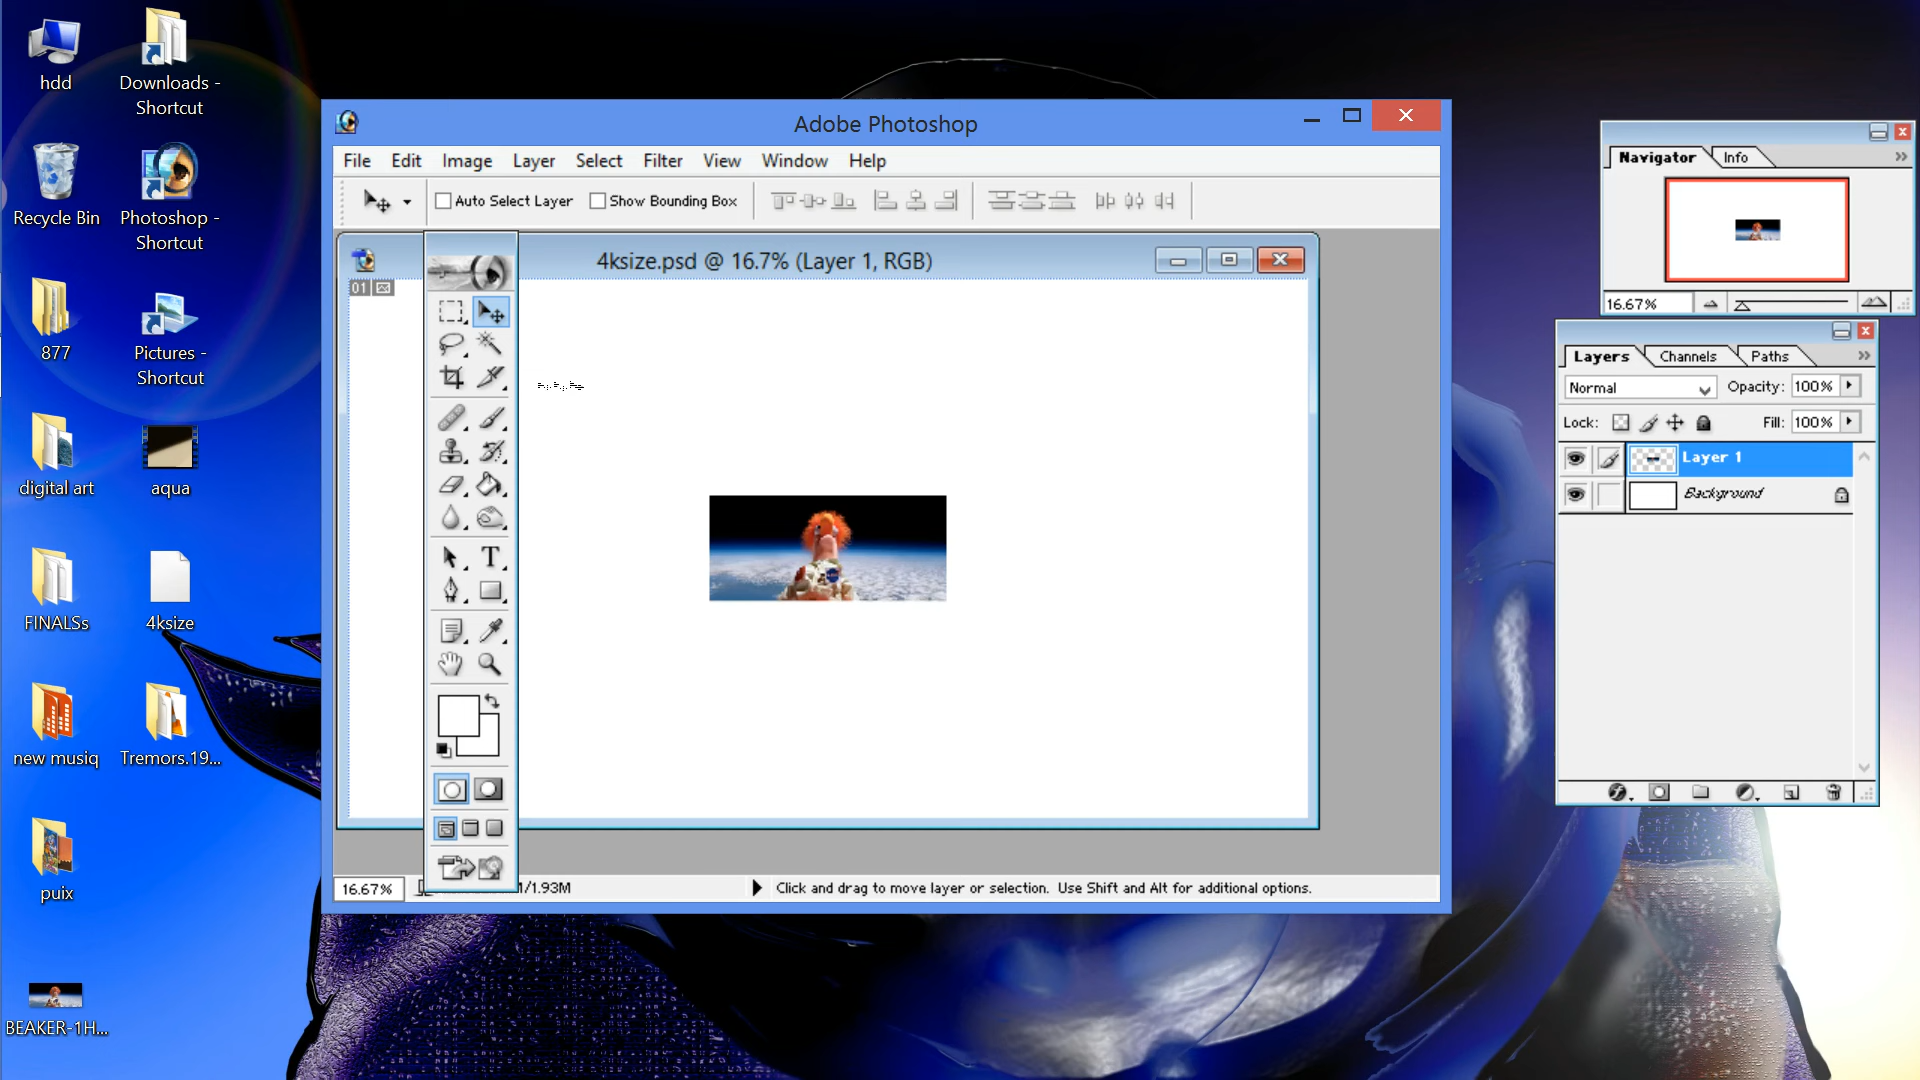 hdd
Downloads -
Shortcut
Recycle Bin
Photoshop -
Shortcut
877
Pictures -
Shortcut
digital art
aqua
FINALSs
4ksize
new musiq
Tremors.19...
puix
BEAKER-1H...
Adobe Photoshop
File Edit Image Layer Select Filter View Window Help
Auto Select Layer Show Bounding Box
4ksize.psd @ 16.7% (Layer 1, RGB)
01
T
16.67%
/1.93M
Click and drag to move layer or selection. Use Shift and Alt for additional options.
Navigator Info
16.67%
Layers Channels Paths
Normal Opacity: 100%
Lock: Fill: 100%
Layer 1
Background